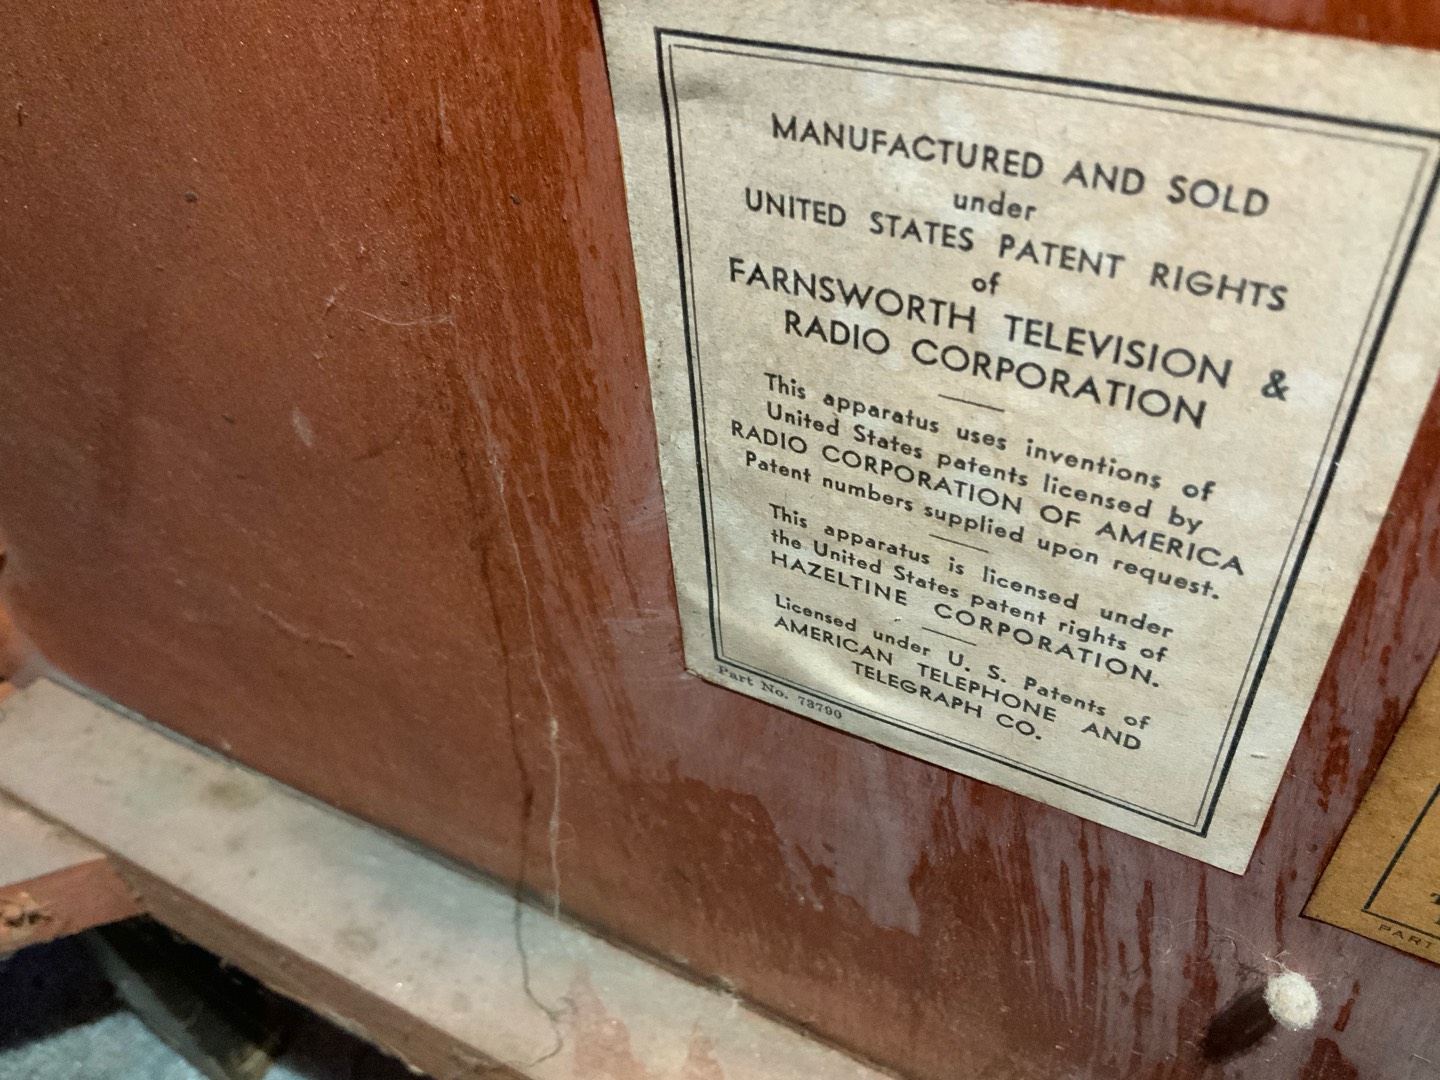 MANUFACTURED AND SOLD
under
UNITED STATES PATENT RIGHTS
of
FARNSWORTH TELEVISION &
RADIO CORPORATION
This apparatus uses inventions of
United States patents licensed by
RADIO CORPORATION OF AMERICA
Patent numbers supplied upon request.
This apparatus is licensed under
the United States patent rights of
HAZELTINE CORPORATION.
Licensed under U. S. Patents of
AMERICAN TELEPHONE AND
TELEGRAPH CO.
Part No. 73790
PART